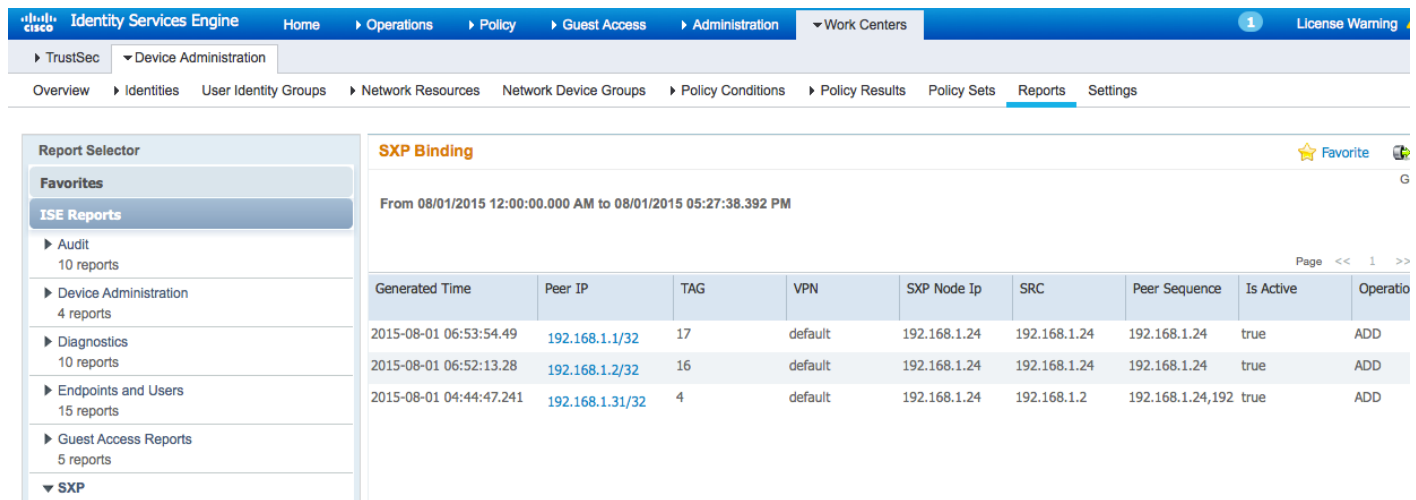 cisco Identity Services Engine Home Operations Policy Guest Access Administration Work Centers 1 License Warning
TrustSec Device Administration
Overview Identities User Identity Groups Network Resources Network Device Groups Policy Conditions Policy Results Policy Sets Reports Settings
Report Selector
Favorites
ISE Reports
Audit
10 reports
Device Administration
4 reports
Diagnostics
10 reports
Endpoints and Users
15 reports
Guest Access Reports
5 reports
SXP
SXP Binding
Favorite
G
From 08/01/2015 12:00:00.000 AM to 08/01/2015 05:27:38.392 PM
Page << 1 >>
Generated Time Peer IP TAG VPN SXP Node Ip SRC Peer Sequence Is Active Operatio
2015-08-01 06:53:54.49 192.168.1.1/32 17 default 192.168.1.24 192.168.1.24 192.168.1.24 true ADD
2015-08-01 06:52:13.28 192.168.1.2/32 16 default 192.168.1.24 192.168.1.24 192.168.1.24 true ADD
2015-08-01 04:44:47.241 192.168.1.31/32 4 default 192.168.1.24 192.168.1.2 192.168.1.24,192 true ADD